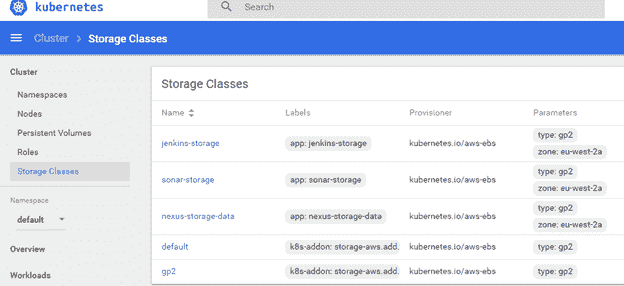 kubernetes
Search
Cluster > Storage Classes
Cluster
Namespaces
Nodes
Persistent Volumes
Roles
Storage Classes
Namespace
default
Overview
Workloads
Storage Classes
Name Labels Provisioner Parameters
jenkins-storage app: jenkins-storage kubernetes.io/aws-ebs type: gp2
zone: eu-west-2a
sonar-storage app: sonar-storage kubernetes.io/aws-ebs type: gp2
zone: eu-west-2a
nexus-storage-data app: nexus-storage-data kubernetes.io/aws-ebs type: gp2
zone: eu-west-2a
default k8s-addon: storage-aws.add. kubernetes.io/aws-ebs type: gp2
gp2 k8s-addon: storage-aws.add. kubernetes.io/aws-ebs type: gp2